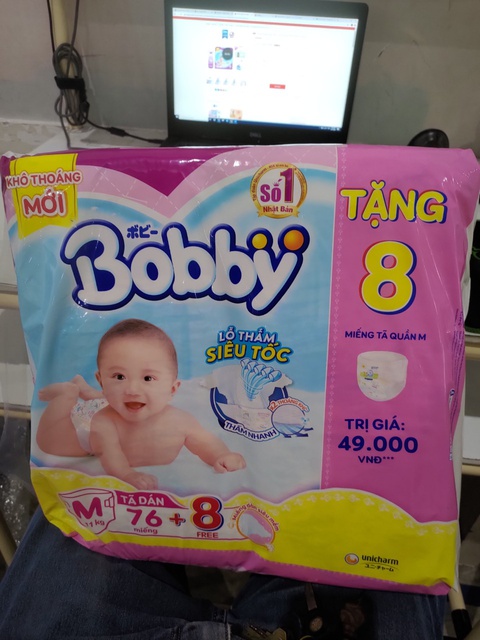 KHÔ THOÁNG
MỚI
SỐ 1
Nhật Bản
ボビー
Bobby
LÕ THẤM
SIÊU TỐC
THẤM NHANH
TẶNG
8
MIẾNG TÃ QUẦN M
TRỊ GIÁ:
49.000
VNĐ***
M
TÃ DÁN
76 + 8
miếng
FREE
unicharm
ユニ・チャーム
DELL